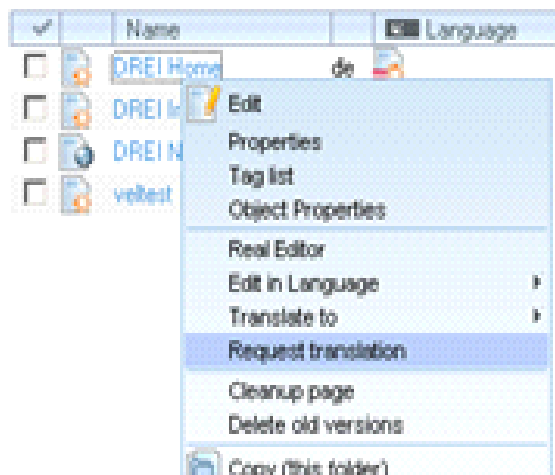 Name Language
DREI Home de
DREI
DREI
veltest
Edit
Properties
Tag list
Object Properties
Real Editor
Edit in Language
Translate to
Request translation
Cleanup page
Delete old versions
Copy (this folder)